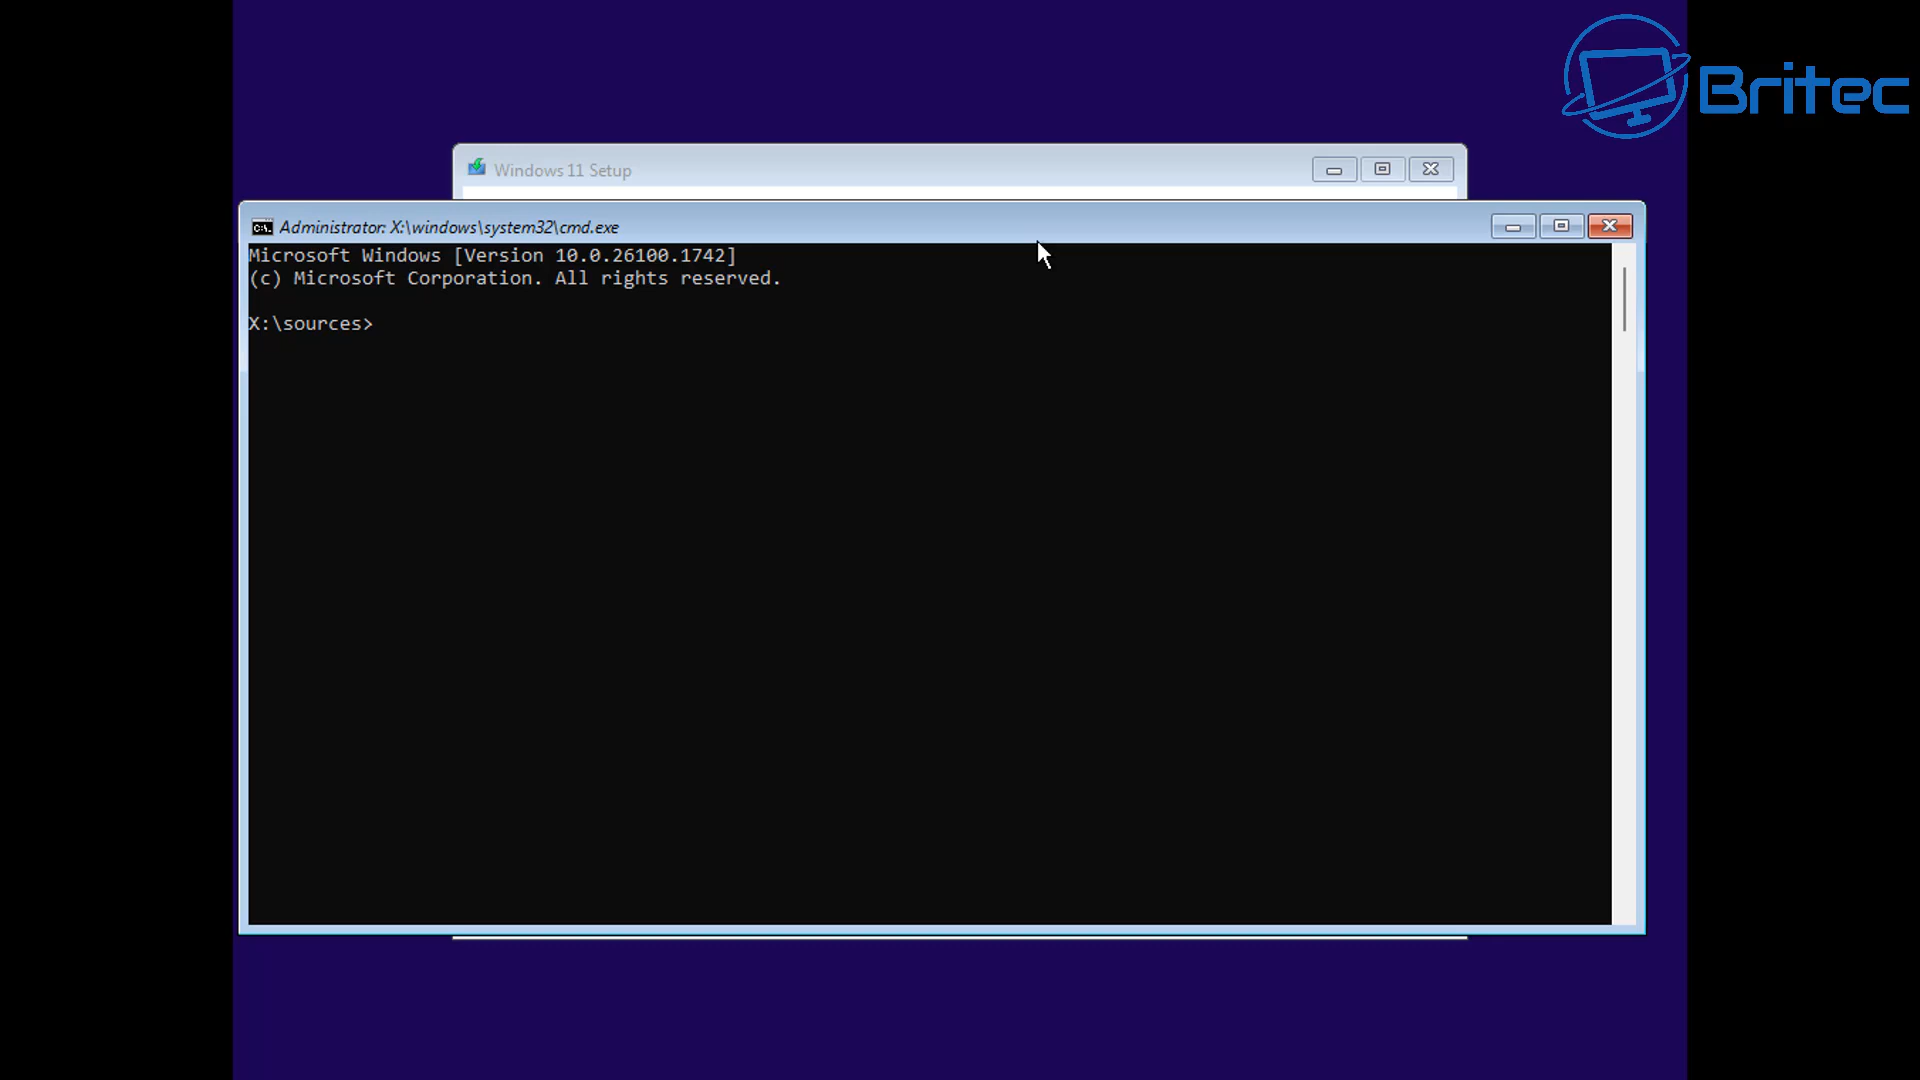 Britec
Windows 11 Setup
Administrator: X:\windows\system32\cmd.exe
Microsoft Windows [Version 10.0.26100.1742]
(c) Microsoft Corporation. All rights reserved.
X:\sources>